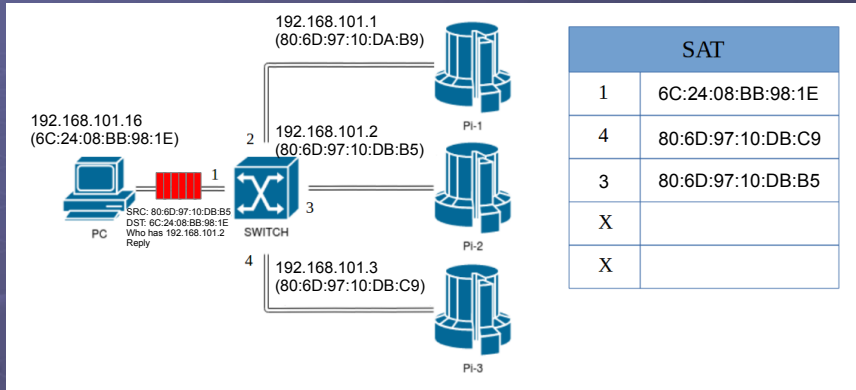 192.168.101.1
(80:6D:97:10:DA:B9)
Pi-1
192.168.101.16
(6C:24:08:BB:98:1E)
2
192.168.101.2
(80:6D:97:10:DB:B5)
1
3
SRC: 80:6D:97:10:DB:B5
DST: 6C:24:08:BB:98:1E
Who has 192.168.101.2
Reply
PC
SWITCH
Pi-2
4
192.168.101.3
(80:6D:97:10:DB:C9)
Pi-3
SAT
1 6C:24:08:BB:98:1E
4 80:6D:97:10:DB:C9
3 80:6D:97:10:DB:B5
X
X